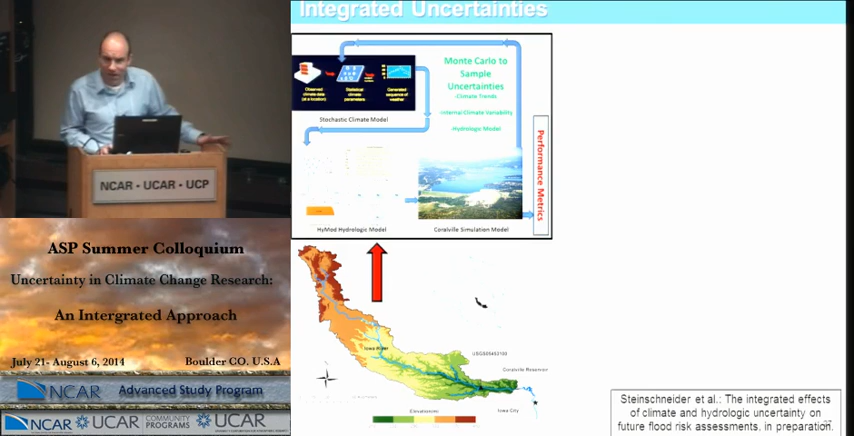 Integrated Uncertainties
Monte Carlo to
Sample
Uncertainties
-Climate Trends
-Internal Climate Variability
-Hydrologic Model
Observed
climate data
(at a location)
Statistical
climate
parameters
Generated
sequence of
weather
Stochastic Climate Model
Performance Metrics
HyMod Hydrologic Model
Coralville Simulation Model
NCAR - UCAR - UCP
ASP Summer Colloquium
Uncertainty in Climate Change Research:
An Intergrated Approach
July 21- August 6, 2014
Boulder CO. U.S.A
NCAR
Advanced Study Program
NCAR
UCAR
COMMUNITY
PROGRAMS
UCAR
Iowa River
Coralville Reservoir
Iowa City
Steinschneider et al.: The integrated effects
of climate and hydrologic uncertainty on
future flood risk assessments, in preparation.